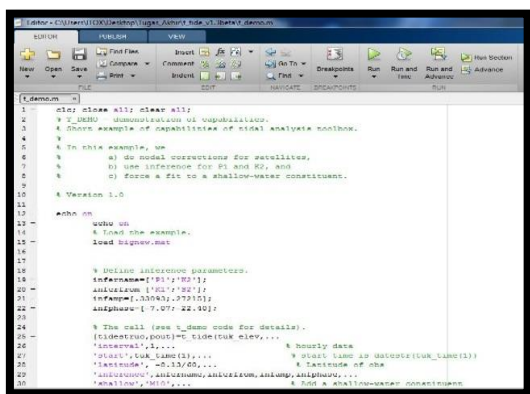 Editor - C:\Users\TOX\Desktop\Tugas_Akhir\t_tide_v1.3beta\t_demo.m
EDITOR PUBLISH VIEW
New Open Save
Find Files
Compare
Print
Insert
Comment
Indent
Go To
Find
Breakpoints
Run
Run and Time
Run and Advance
Run Section
Advance
FILE EDIT NAVIGATE BREAKPOINTS RUN
t_demo.m
1 clc; close all; clear all;
2 % T_DEMO - demonstration of capabilities.
3 % Short example of capabilities of tidal analysis toolbox.
4 %
5 % In this example, we
6 % a) do nodal corrections for satellites,
7 % b) use inference for P1 and K2, and
8 % c) force a fit to a shallow-water constituent.
9
10 % Version 1.0
11
12 echo on
13 echo on
14 % Load the example.
15 load bignew.mat
16
17
18 % Define inference parameters.
19 infername=['P1';'K2'];
20 inferfrom=['K1';'S2'];
21 infamp=[.33093;.27215];
22 infphase=[-7.07;-22.40];
23
24 % The call (see t_demo code for details).
25 [tidestruc,pout]=t_tide(tuk_elev,...
26 'interval',1,... % hourly data
27 'start',tuk_time(1),... % start time is datestr(tuk_time(1))
28 'latitude', -8.13/60,... % Latitude of obs
29 'inference',infername,inferfrom,infamp,infphase,...
30 'shallow','M10',... % Add a shallow-water constituent